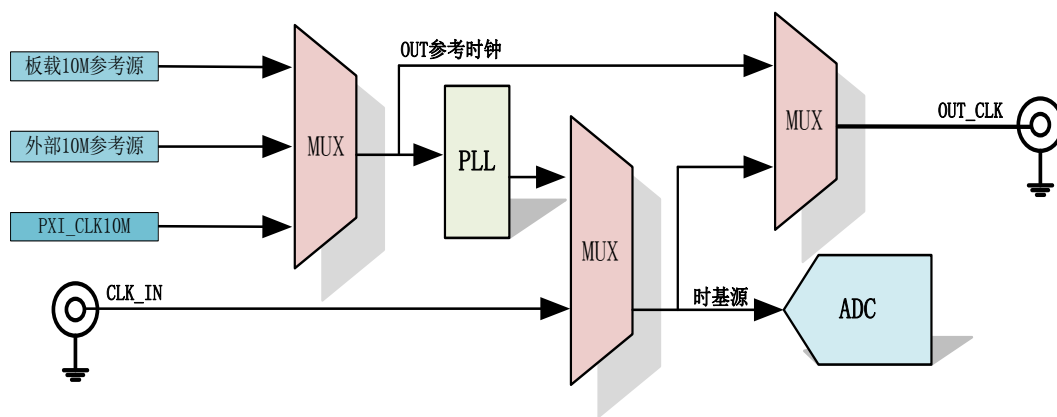 板载10M参考源
OUT参考时钟
MUX
MUX
OUT_CLK
外部10M参考源
MUX
PLL
PXI_CLK10M
CLK_IN
时基源
ADC